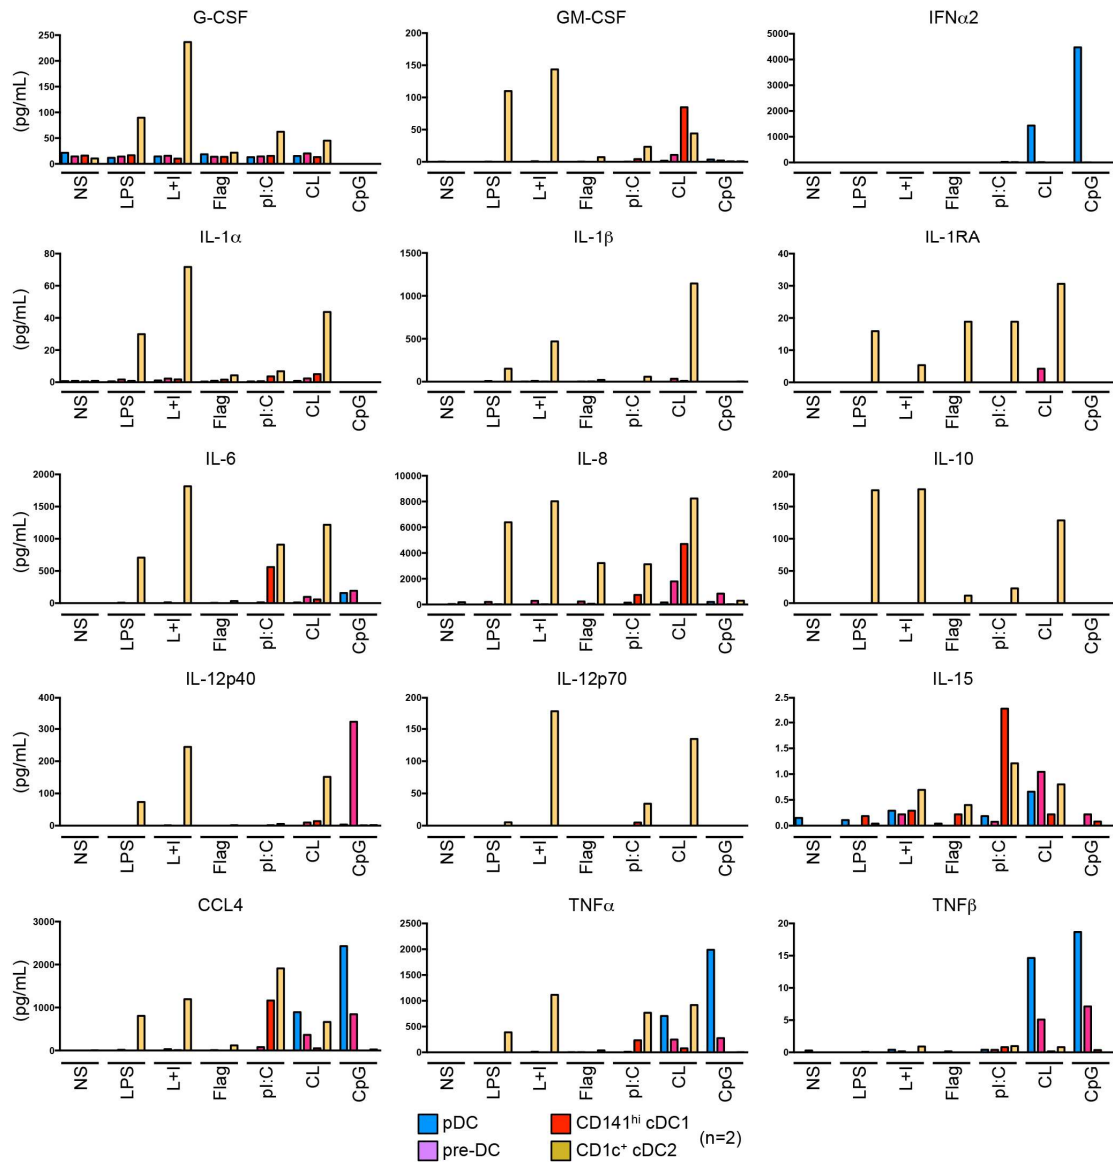 G-CSF GM-CSF IFNα2
(pg/mL)
250
200
150
100
50
0
NS LPS L+I Flag pI:C CL CpG
200
150
100
50
0
NS LPS L+I Flag pI:C CL CpG
5000
4000
3000
2000
1000
0
NS LPS L+I Flag pI:C CL CpG
IL-1α IL-1β IL-1RA
(pg/mL)
80
60
40
20
0
NS LPS L+I Flag pI:C CL CpG
1500
1000
500
0
NS LPS L+I Flag pI:C CL CpG
40
30
20
10
0
NS LPS L+I Flag pI:C CL CpG
IL-6 IL-8 IL-10
(pg/mL)
2000
1500
1000
500
0
NS LPS L+I Flag pI:C CL CpG
10000
8000
6000
4000
2000
0
NS LPS L+I Flag pI:C CL CpG
200
150
100
50
0
NS LPS L+I Flag pI:C CL CpG
IL-12p40 IL-12p70 IL-15
(pg/mL)
400
300
200
100
0
NS LPS L+I Flag pI:C CL CpG
200
150
100
50
0
NS LPS L+I Flag pI:C CL CpG
2.5
2.0
1.5
1.0
0.5
0.0
NS LPS L+I Flag pI:C CL CpG
CCL4 TNFα TNFβ
(pg/mL)
3000
2000
1000
0
NS LPS L+I Flag pI:C CL CpG
2500
2000
1500
1000
500
0
NS LPS L+I Flag pI:C CL CpG
20
15
10
5
0
NS LPS L+I Flag pI:C CL CpG
pDC CD141hi cDC1
pre-DC CD1c+ cDC2
(n=2)